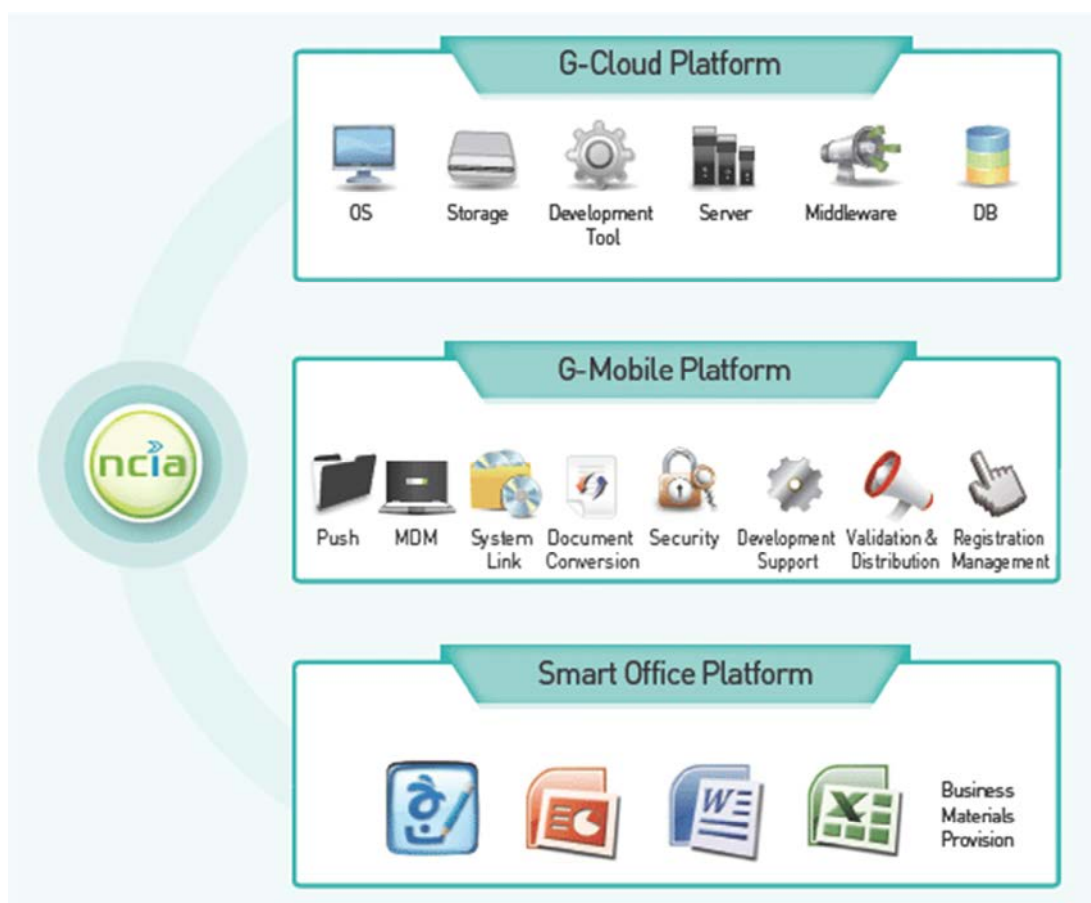 G-Cloud Platform
OS
Storage
Development
Tool
Server
Middleware
DB
ncia
G-Mobile Platform
Push
MDM
System
Link
Document
Conversion
Security
Development
Support
Validation &
Distribution
Registration
Management
Smart Office Platform
한
W
X
Business
Materials
Provision